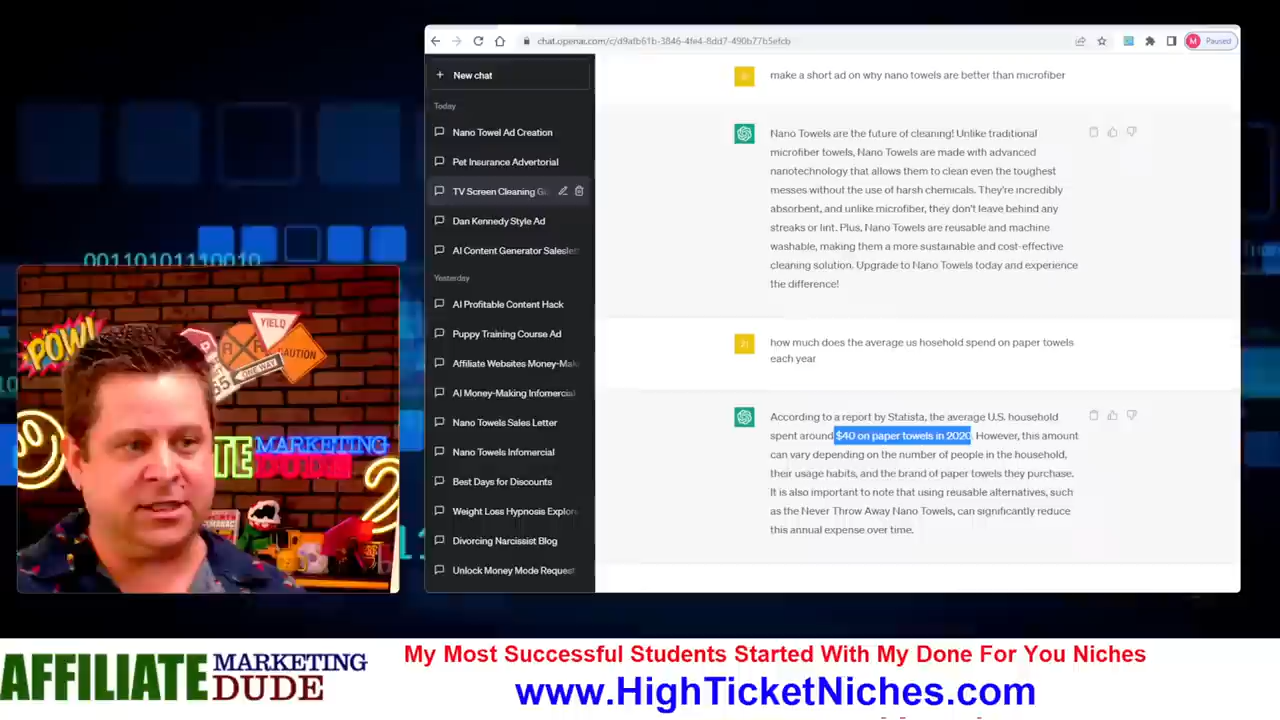 chat.openai.com/c/d9afb61b-3846-4fe4-8dd7-490b77b5efcb
M Paused
+ New chat
Today
Nano Towel Ad Creation
Pet Insurance Advertorial
TV Screen Cleaning Gu
Dan Kennedy Style Ad
AI Content Generator Saleslet
Yesterday
AI Profitable Content Hack
Puppy Training Course Ad
Affiliate Websites Money-Mak
AI Money-Making Infomercial
Nano Towels Sales Letter
Nano Towels Infomercial
Best Days for Discounts
Weight Loss Hypnosis Explor
Divorcing Narcissist Blog
Unlock Money Mode Request
make a short ad on why nano towels are better than microfiber
Nano Towels are the future of cleaning! Unlike traditional
microfiber towels, Nano Towels are made with advanced
nanotechnology that allows them to clean even the toughest
messes without the use of harsh chemicals. They're incredibly
absorbent, and unlike microfiber, they don't leave behind any
streaks or lint. Plus, Nano Towels are reusable and machine
washable, making them a more sustainable and cost-effective
cleaning solution. Upgrade to Nano Towels today and experience
the difference!
how much does the average us hosehold spend on paper towels
each year
According to a report by Statista, the average U.S. household
spent around $40 on paper towels in 2020. However, this amount
can vary depending on the number of people in the household,
their usage habits, and the brand of paper towels they purchase.
It is also important to note that using reusable alternatives, such
as the Never Throw Away Nano Towels, can significantly reduce
this annual expense over time.
00110101110010
POW!
YIELD
R R
CAUTION
ONE WAY
65
TE MARKETING
DUDE
2
AFFILIATE MARKETING DUDE
My Most Successful Students Started With My Done For You Niches
www.HighTicketNiches.com